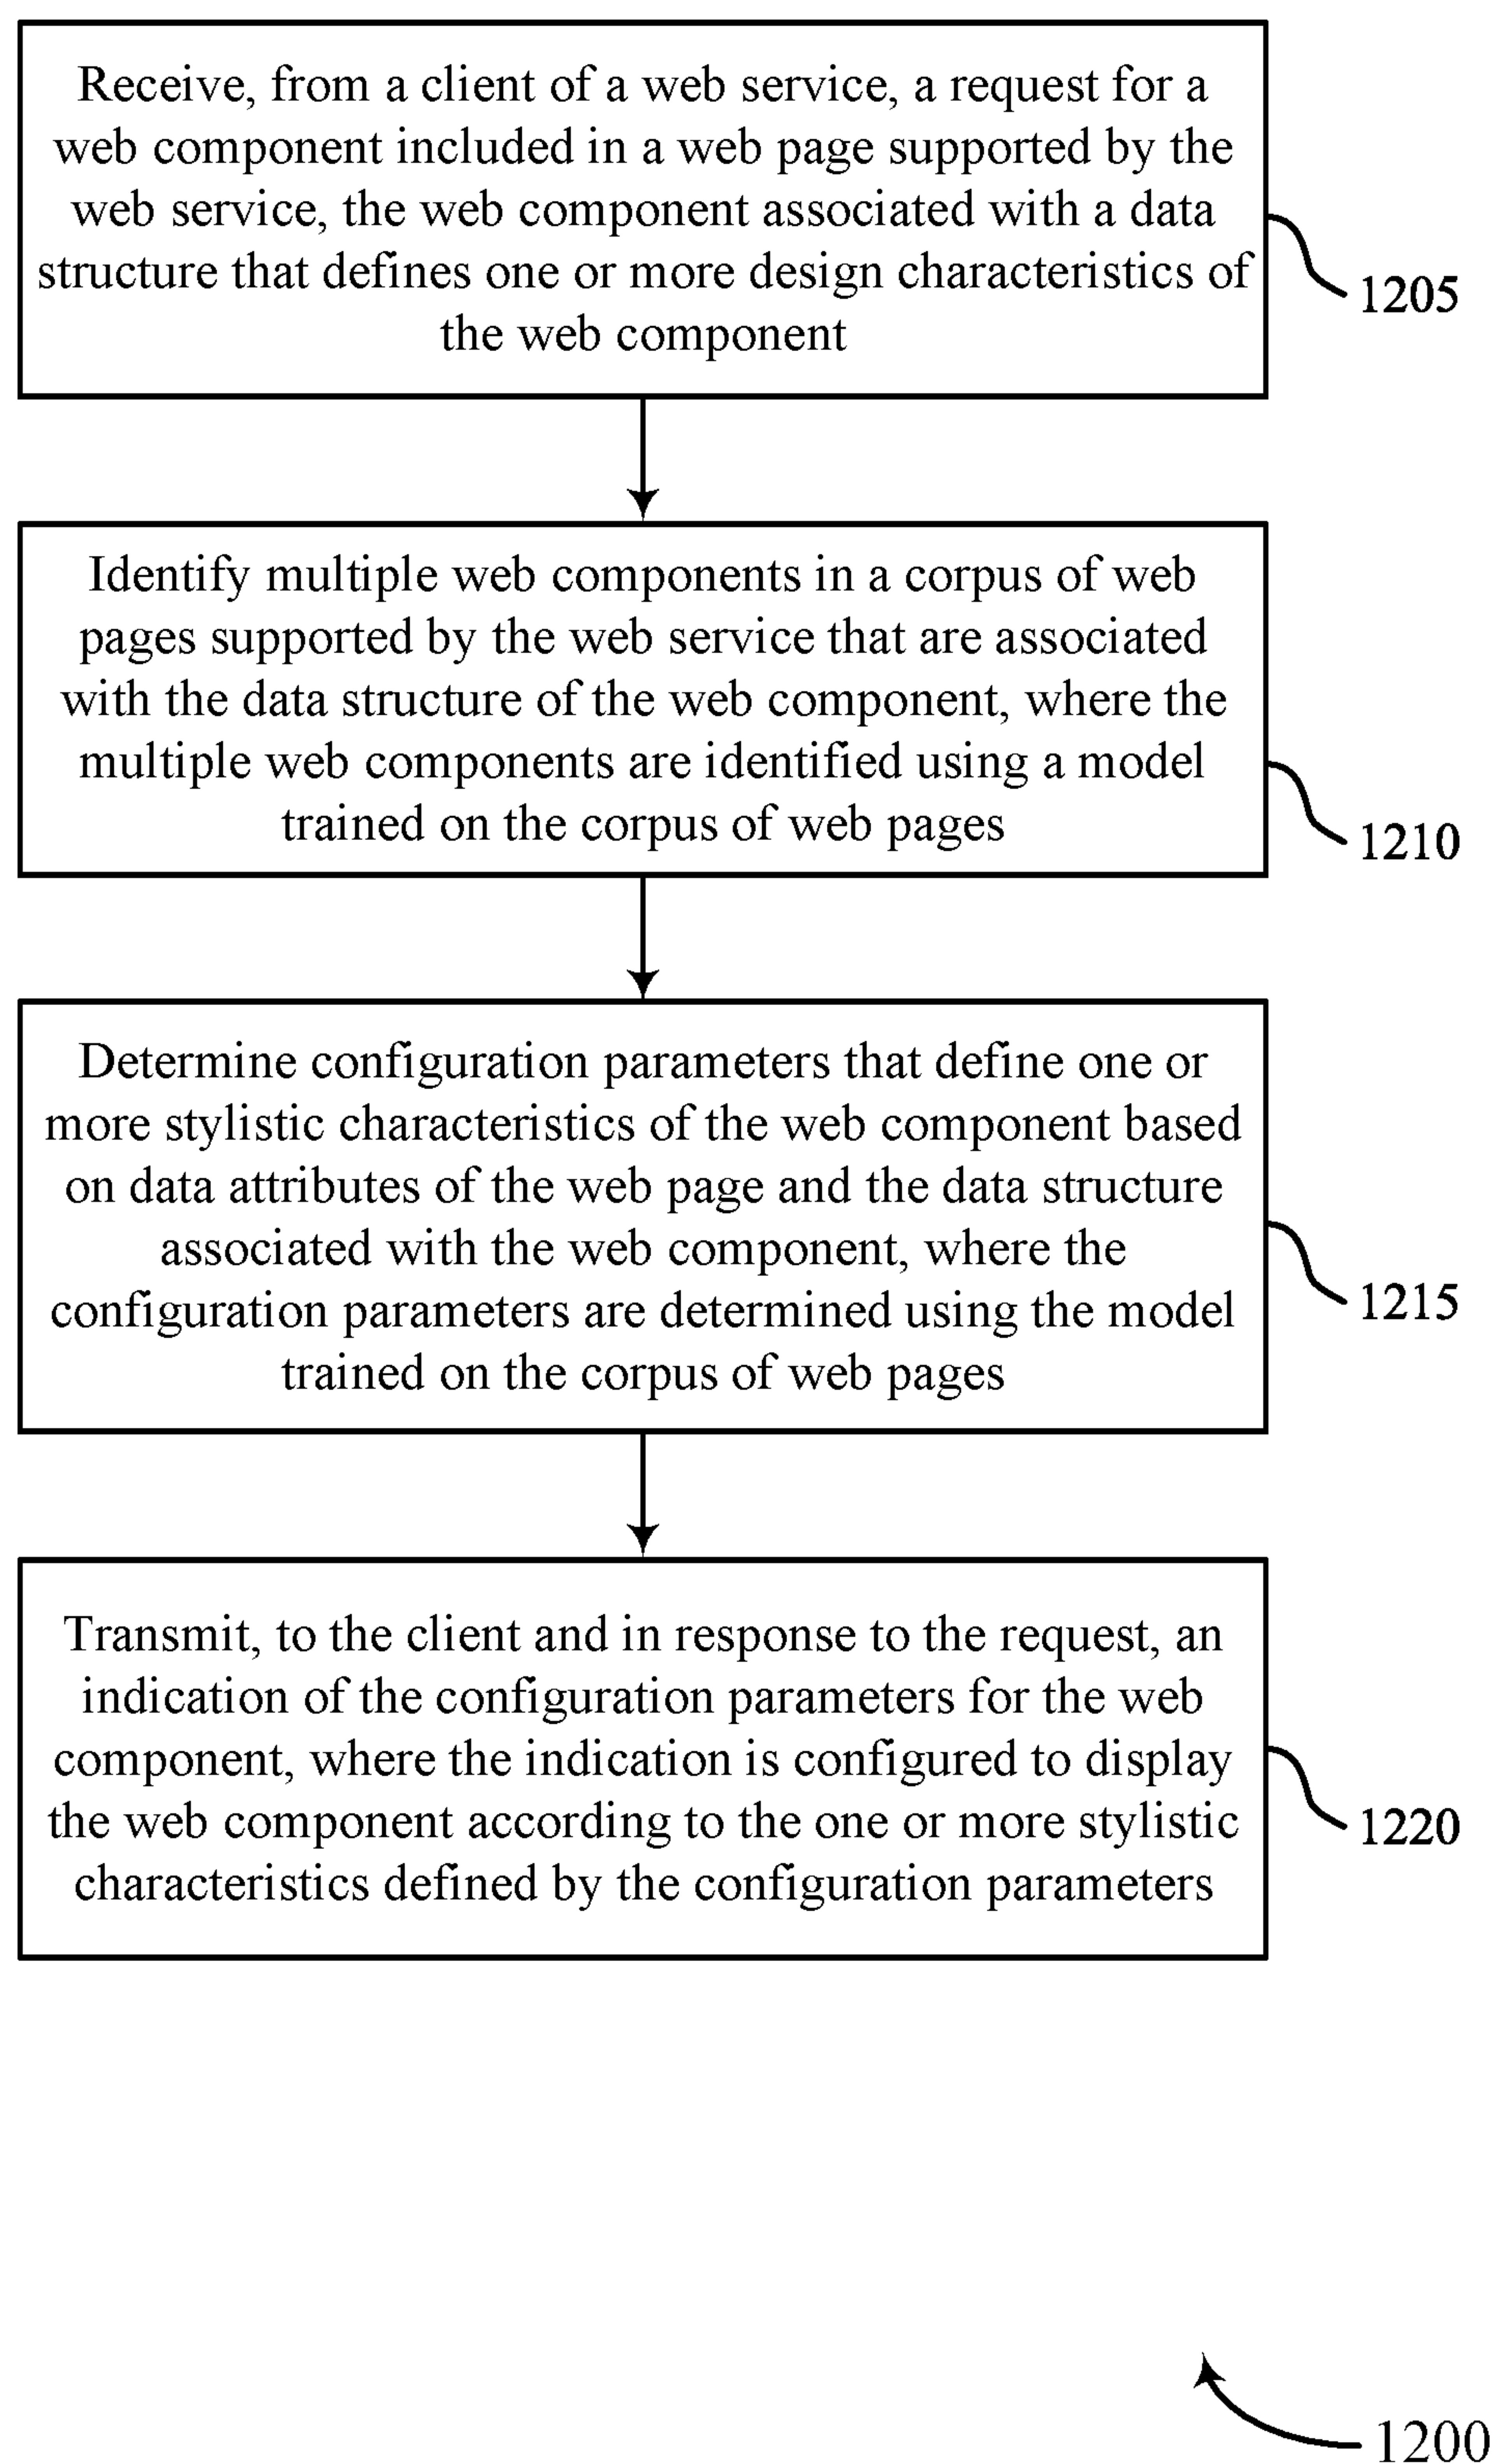 Receive, from a client of a web service, a request for a
web component included in a web page supported by the
web service, the web component associated with a data
structure that defines one or more design characteristics of
the web component
1205
Identify multiple web components in a corpus of web
pages supported by the web service that are associated
with the data structure of the web component, where the
multiple web components are identified using a model
trained on the corpus of web pages
1210
Determine configuration parameters that define one or
more stylistic characteristics of the web component based
on data attributes of the web page and the data structure
associated with the web component, where the
configuration parameters are determined using the model
trained on the corpus of web pages
1215
Transmit, to the client and in response to the request, an
indication of the configuration parameters for the web
component, where the indication is configured to display
the web component according to the one or more stylistic
characteristics defined by the configuration parameters
1220
1200